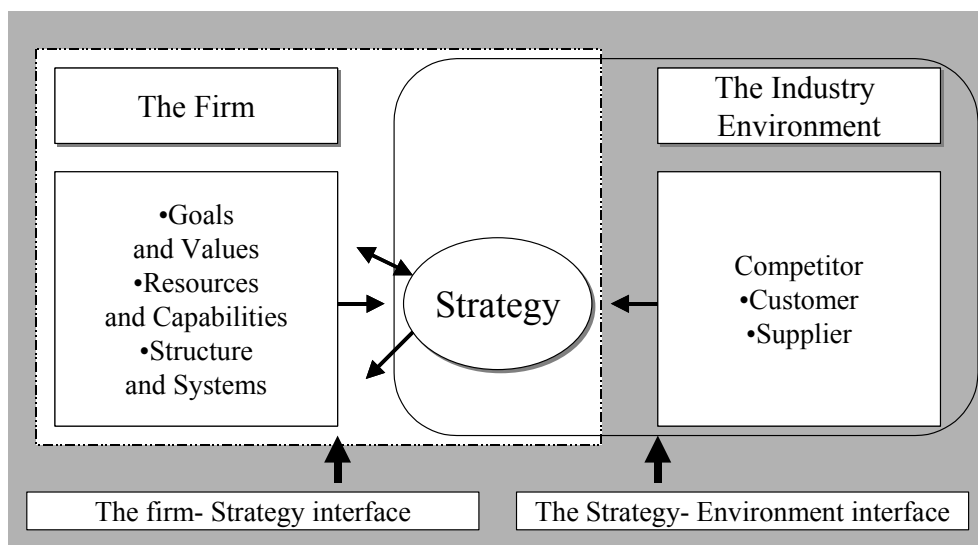 The Firm
The Industry
Environment
•Goals
and Values
•Resources
and Capabilities
•Structure
and Systems
Strategy
Competitor
•Customer
•Supplier
The firm- Strategy interface
The Strategy- Environment interface